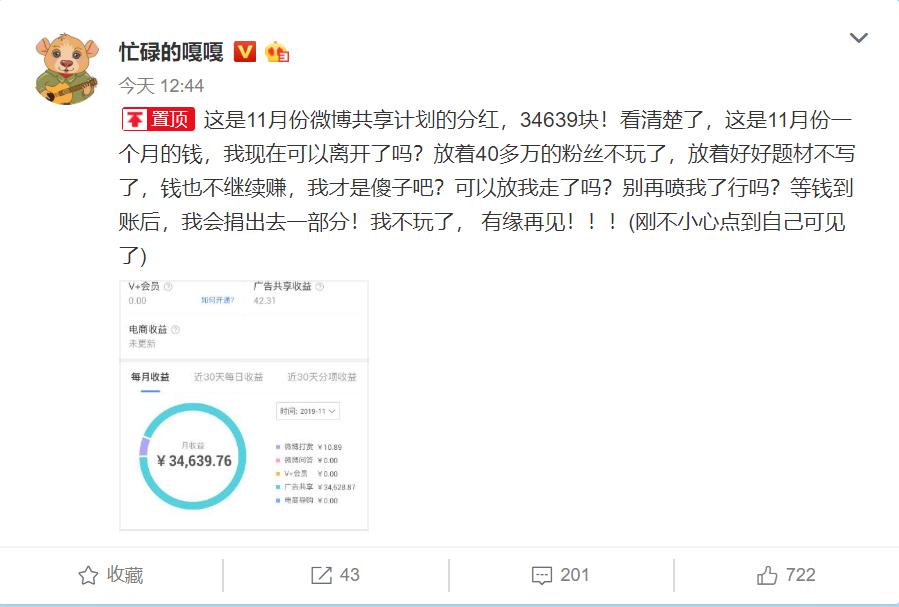 忙碌的嘎嘎
今天 12:44
置顶 这是11月份微博共享计划的分红，34639块！看清楚了，这是11月份一
个月的钱，我现在可以离开了吗？放着40多万的粉丝不玩了，放着好好题材不写
了，钱也不继续赚，我才是傻子吧？可以放我走了吗？别再喷我了行吗？等钱到
账后，我会捐出去一部分！我不玩了， 有缘再见！！！(刚不小心点到自己可见
了)
V+会员 广告共享收益
0.00 如何开通? 42.31
电商收益
未更新
每月收益 近30天每日收益 近30天分项收益
时间: 2019-11
月收益
¥ 34,639.76
微博打赏 ¥10.89
微博问答 ¥0.00
V+会员 ¥0.00
广告共享 ¥34,628.87
电商导购 ¥0.00
收藏 43 201 722